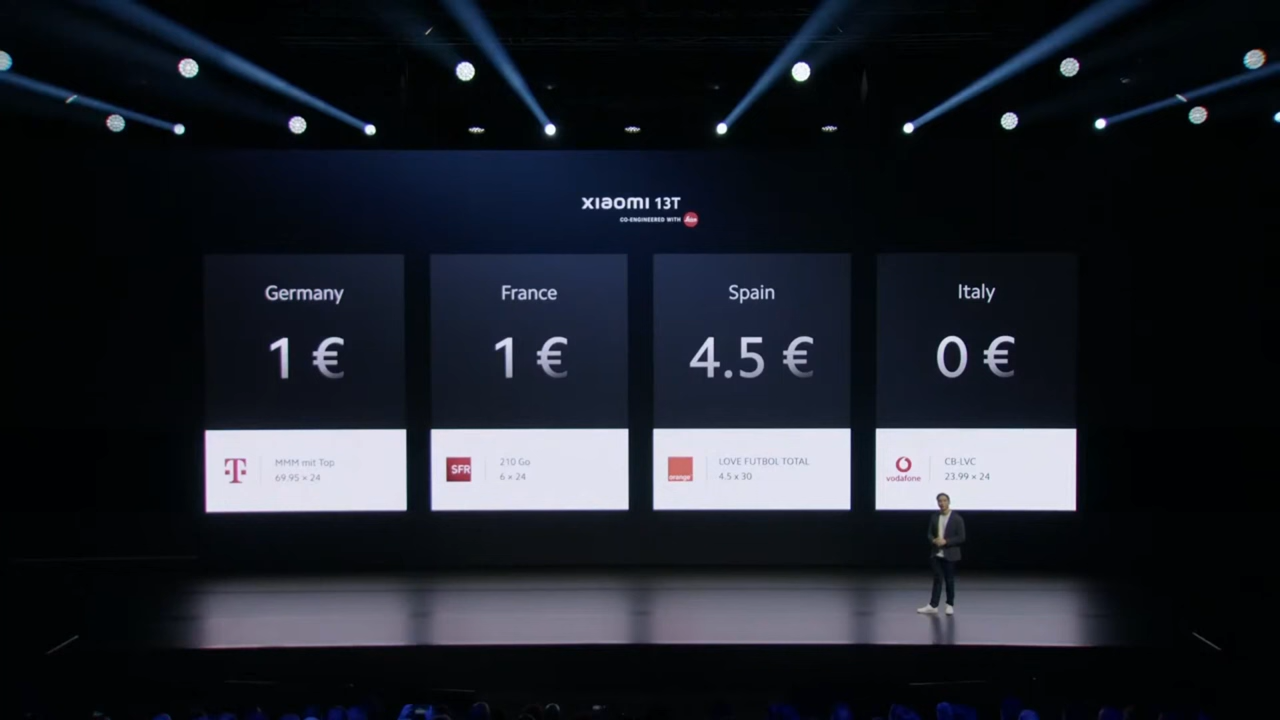 XIAOMI 13T
CO-ENGINEERED WITH Leica
Germany
1 €
T
MMM mit Top
69.95 × 24
France
1 €
SFR
210 Go
6 × 24
Spain
4.5 €
orange
LOVE FUTBOL TOTAL
4.5 x 30
Italy
0 €
vodafone
CB-LVC
23.99 × 24